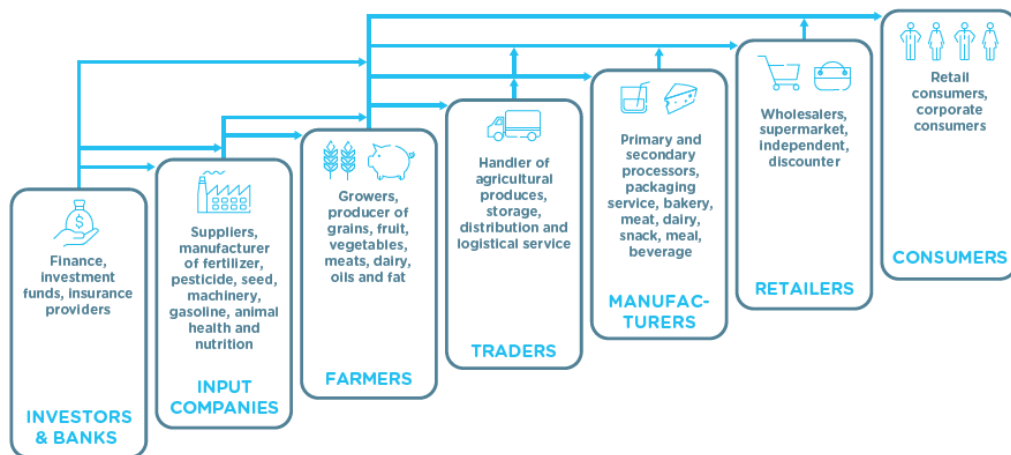 $
Finance,
investment
funds, insurance
providers
INVESTORS
& BANKS
Suppliers,
manufacturer
of fertilizer,
pesticide, seed,
machinery,
gasoline, animal
health and
nutrition
INPUT
COMPANIES
Growers,
producer of
grains, fruit,
vegetables,
meats, dairy,
oils and fat
FARMERS
Handler of
agricultural
produces,
storage,
distribution and
logistical service
TRADERS
Primary and
secondary
processors,
packaging
service, bakery,
meat, dairy,
snack, meal,
beverage
MANUFAC-
TURERS
Wholesalers,
supermarket,
independent,
discounter
RETAILERS
Retail
consumers,
corporate
consumers
CONSUMERS